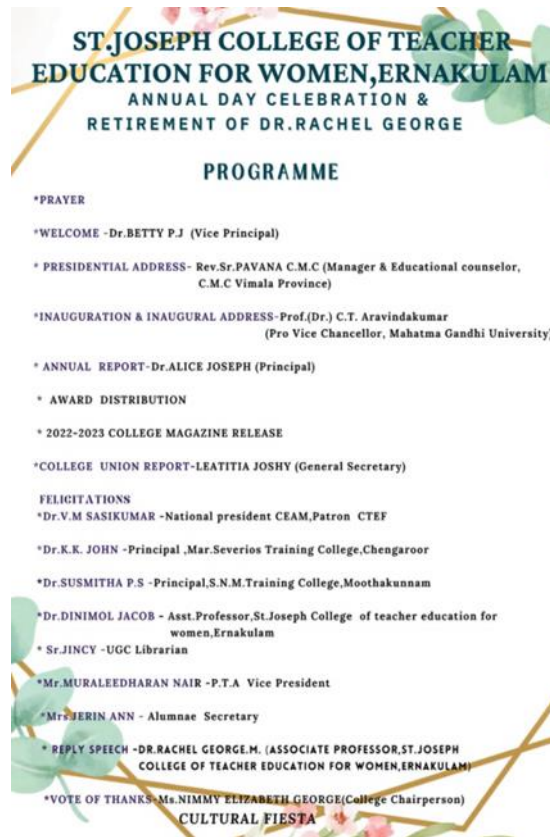 ST.JOSEPH COLLEGE OF TEACHER
EDUCATION FOR WOMEN,ERNAKULAM
ANNUAL DAY CELEBRATION &
RETIREMENT OF DR.RACHEL GEORGE
PROGRAMME
*PRAYER
*WELCOME -Dr.BETTY P.J (Vice Principal)
* PRESIDENTIAL ADDRESS- Rev.Sr.PAVANA C.M.C (Manager & Educational counselor,
C.M.C Vimala Province)
*INAUGURATION & INAUGURAL ADDRESS-Prof.(Dr.) C.T. Aravindakumar
(Pro Vice Chancellor, Mahatma Gandhi University)
* ANNUAL REPORT-Dr.ALICE JOSEPH (Principal)
* AWARD DISTRIBUTION
* 2022-2023 COLLEGE MAGAZINE RELEASE
*COLLEGE UNION REPORT-LEATITIA JOSHY (General Secretary)
FELICITATIONS
*Dr.V.M SASIKUMAR -National president CEAM,Patron CTEF
*Dr.K.K. JOHN -Principal ,Mar.Severios Training College,Chengaroor
*Dr.SUSMITHA P.S -Principal,S.N.M.Training College,Moothakunnam
*Dr.DINIMOL JACOB - Asst.Professor,St.Joseph College of teacher education for
women,Ernakulam
* Sr.JINCY -UGC Librarian
*Mr.MURALEEDHARAN NAIR -P.T.A Vice President
*Mrs.JERIN ANN - Alumnae Secretary
* REPLY SPEECH -DR.RACHEL GEORGE.M. (ASSOCIATE PROFESSOR,ST.JOSEPH
COLLEGE OF TEACHER EDUCATION FOR WOMEN,ERNAKULAM)
*VOTE OF THANKS-Ms.NIMMY ELIZABETH GEORGE(College Chairperson)
CULTURAL FIESTA